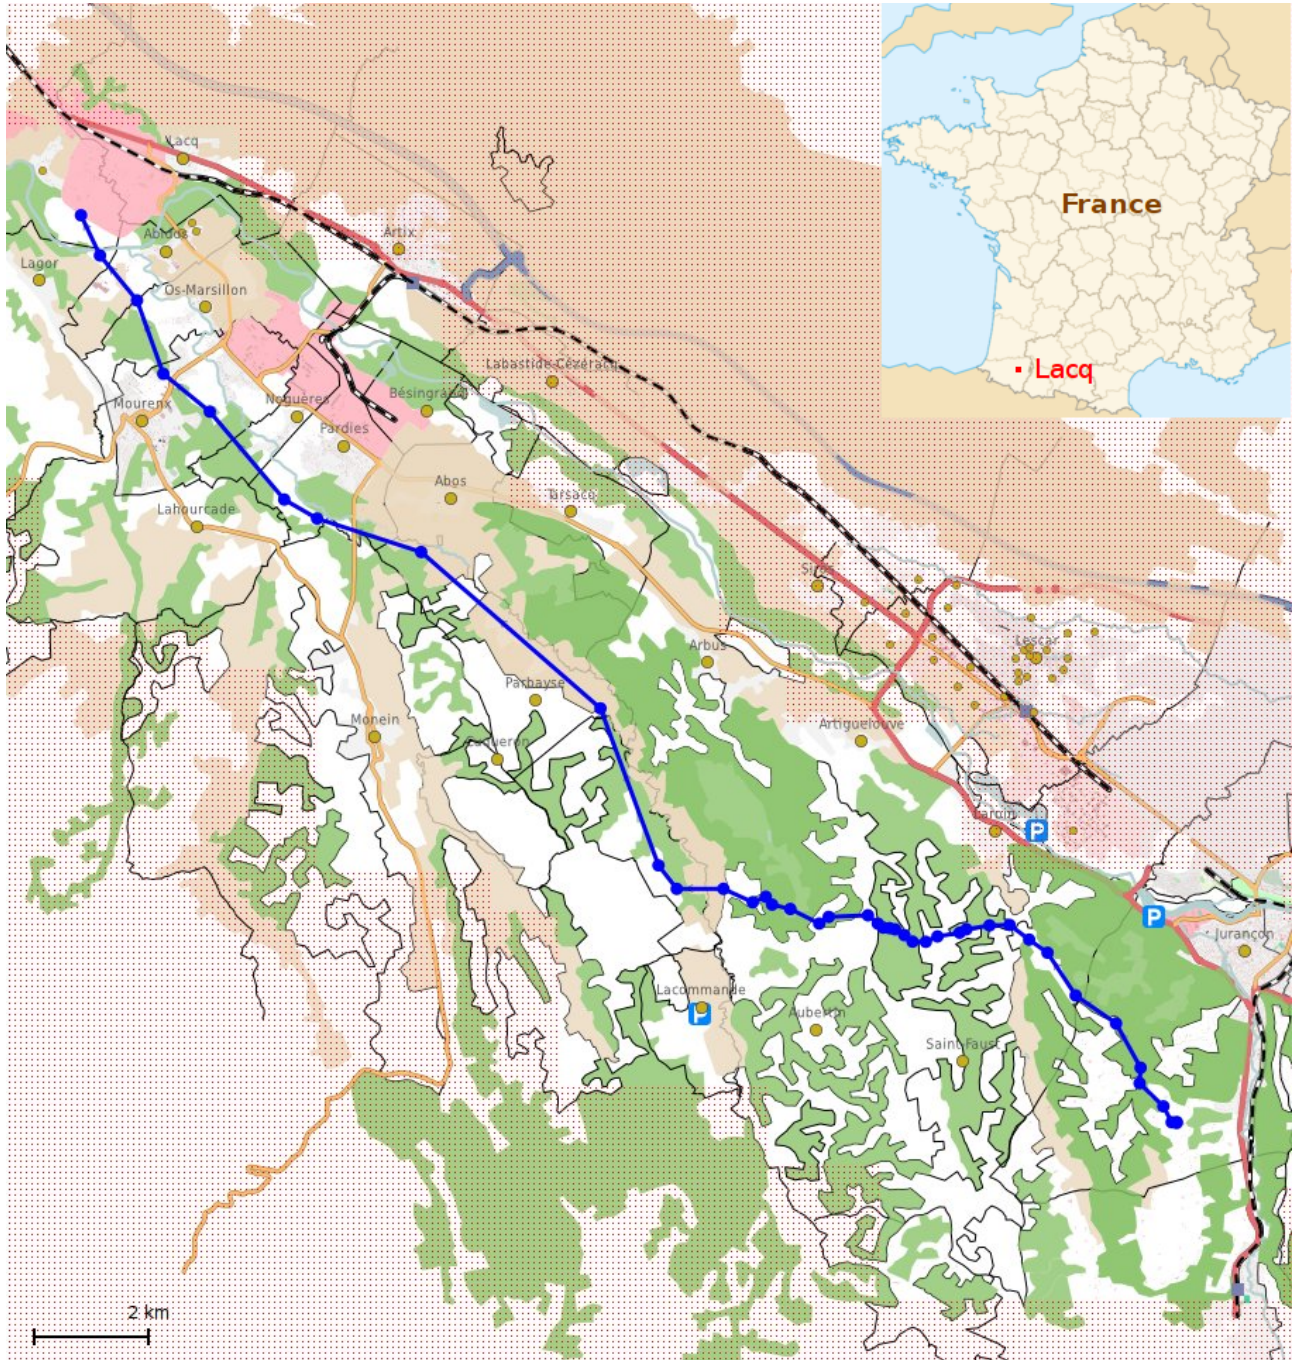 France
Lacq
Lacq
Artix
Abidos
Lagor
Os-Marsillon
Labastide-Cézéracq
Bésingrand
Noguères
Mourenx
Pardies
Abos
Tarsacq
Lahourcade
Siros
Lescar
Arbus
Parbayse
Monein
Artiguelouve
Cuqueron
Laroin
P
P
Jurançon
Lacommande
P
Aubertin
Saint-Faust
2 km